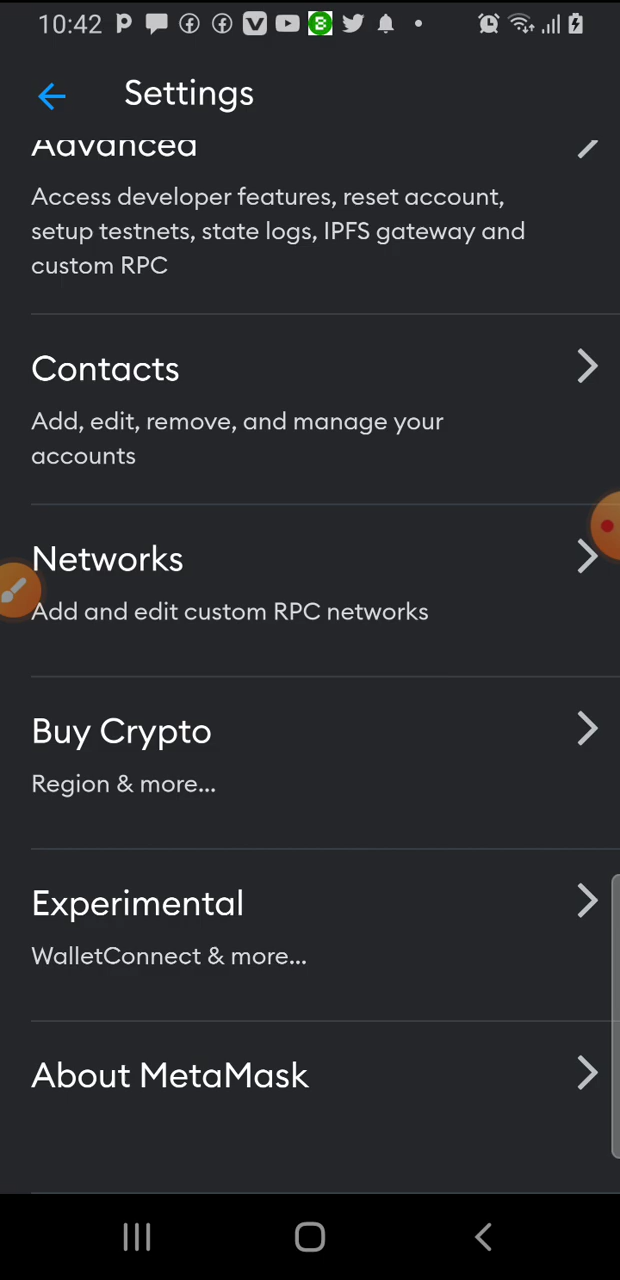 10:42
Settings
Advanced
Access developer features, reset account,
setup testnets, state logs, IPFS gateway and
custom RPC
Contacts
Add, edit, remove, and manage your
accounts
Networks
Add and edit custom RPC networks
Buy Crypto
Region & more...
Experimental
WalletConnect & more...
About MetaMask